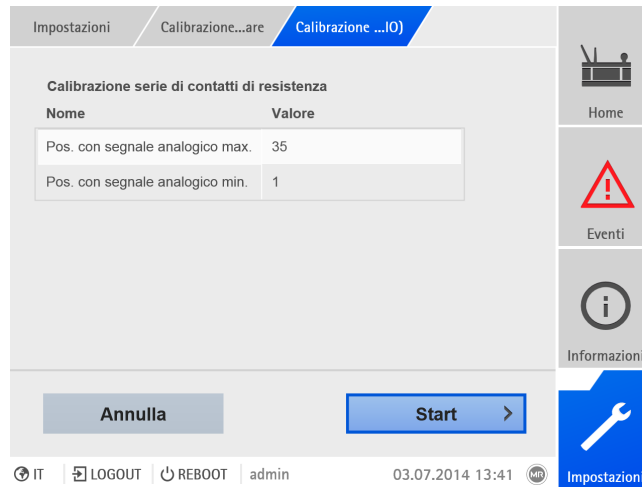 Impostazioni
Calibrazione...are
Calibrazione ...IO)
Calibrazione serie di contatti di resistenza
Nome Valore
Pos. con segnale analogico max. 35
Pos. con segnale analogico min. 1
Annulla
Start
IT LOGOUT REBOOT admin 03.07.2014 13:41 MR
Home
Eventi
Informazioni
Impostazioni